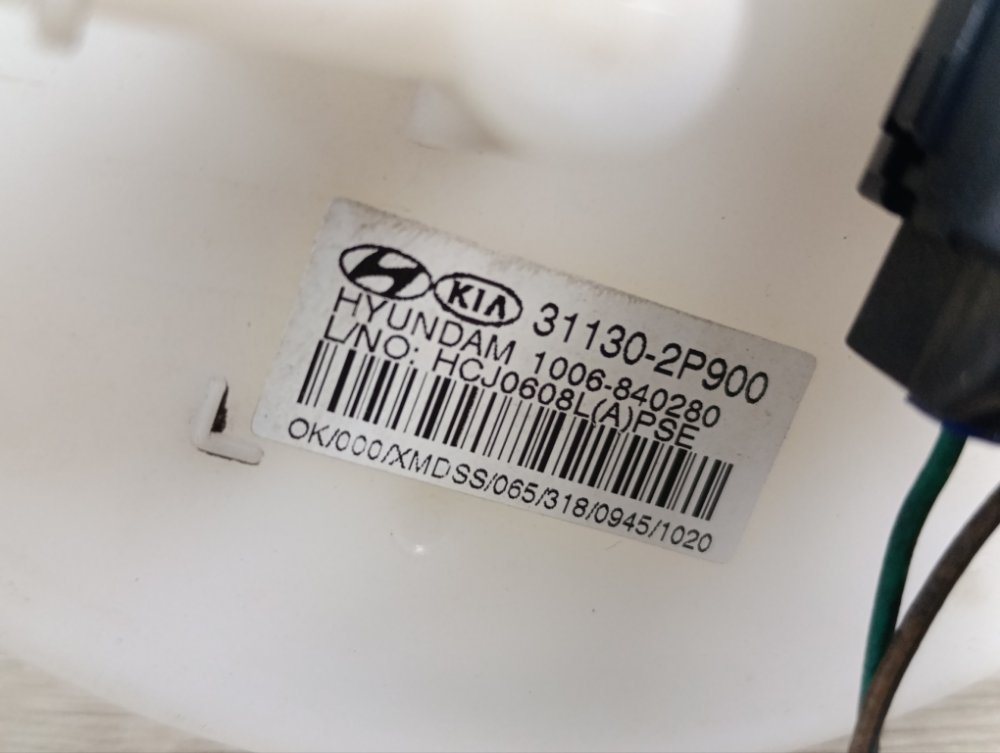 KIA 31130-2P900
HYUNDAM 1006-840280
L/NO: HCJ0608L(A)PSE
OK/000/XMDSS/065/318/0945/1020